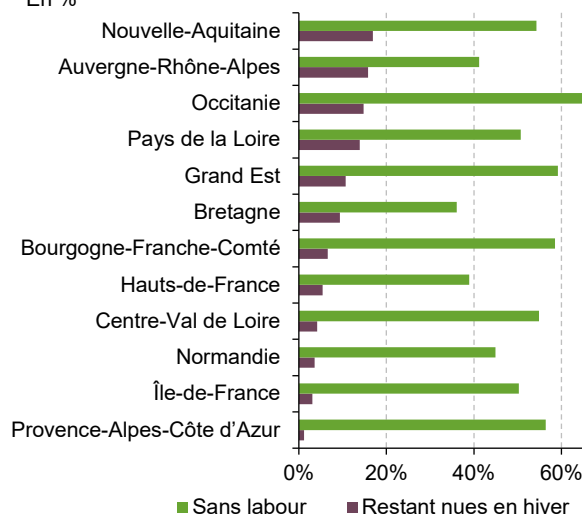 En %
Nouvelle-Aquitaine
Auvergne-Rhône-Alpes
Occitanie
Pays de la Loire
Grand Est
Bretagne
Bourgogne-Franche-Comté
Hauts-de-France
Centre-Val de Loire
Normandie
Île-de-France
Provence-Alpes-Côte d’Azur
0% 20% 40% 60%
Sans labour Restant nues en hiver